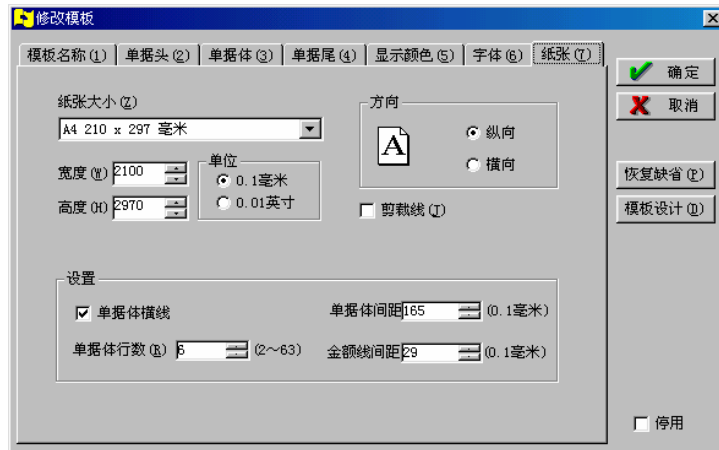 修改模板
模板名称(1) 单据头(2) 单据体(3) 单据尾(4) 显示颜色(5) 字体(6) 纸张(7)
确定
取消
恢复缺省(P)
模板设计(D)
纸张大小(Z)
A4 210 x 297 毫米
宽度(W) 2100
高度(H) 2970
单位
0.1毫米
0.01英寸
方向
A
纵向
横向
剪裁线(T)
设置
单据体横线
单据体间距 165 (0.1毫米)
单据体行数(R) 6 (2～63)
金额线间距 29 (0.1毫米)
停用